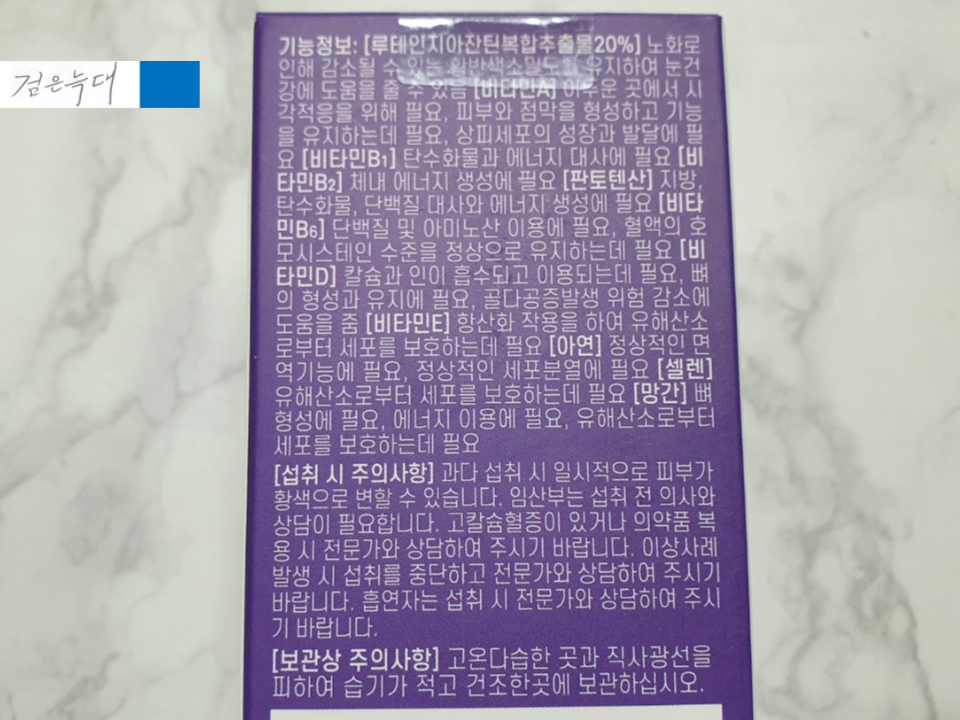 검은늑대
기능정보: [루테인지아잔틴복합추출물20%] 노화로
인해 감소될 수 있는 황반색소밀도를 유지하여 눈건
강에 도움을 줄 수 있음 [비타민A] 어두운 곳에서 시
각적응을 위해 필요, 피부와 점막을 형성하고 기능
을 유지하는데 필요, 상피세포의 성장과 발달에 필
요 [비타민B1] 탄수화물과 에너지 대사에 필요 [비
타민B2] 체내 에너지 생성에 필요 [판토텐산] 지방,
탄수화물, 단백질 대사와 에너지 생성에 필요 [비타
민B6] 단백질 및 아미노산 이용에 필요, 혈액의 호
모시스테인 수준을 정상으로 유지하는데 필요 [비
타민D] 칼슘과 인이 흡수되고 이용되는데 필요, 뼈
의 형성과 유지에 필요, 골다공증발생 위험 감소에
도움을 줌 [비타민E] 항산화 작용을 하여 유해산소
로부터 세포를 보호하는데 필요 [아연] 정상적인 면
역기능에 필요, 정상적인 세포분열에 필요 [셀렌]
유해산소로부터 세포를 보호하는데 필요 [망간] 뼈
형성에 필요, 에너지 이용에 필요, 유해산소로부터
세포를 보호하는데 필요
[섭취 시 주의사항] 과다 섭취 시 일시적으로 피부가
황색으로 변할 수 있습니다. 임산부는 섭취 전 의사와
상담이 필요합니다. 고칼슘혈증이 있거나 의약품 복
용 시 전문가와 상담하여 주시기 바랍니다. 이상사례
발생 시 섭취를 중단하고 전문가와 상담하여 주시기
바랍니다. 흡연자는 섭취 시 전문가와 상담하여 주시
기 바랍니다.
[보관상 주의사항] 고온다습한 곳과 직사광선을
피하여 습기가 적고 건조한곳에 보관하십시오.